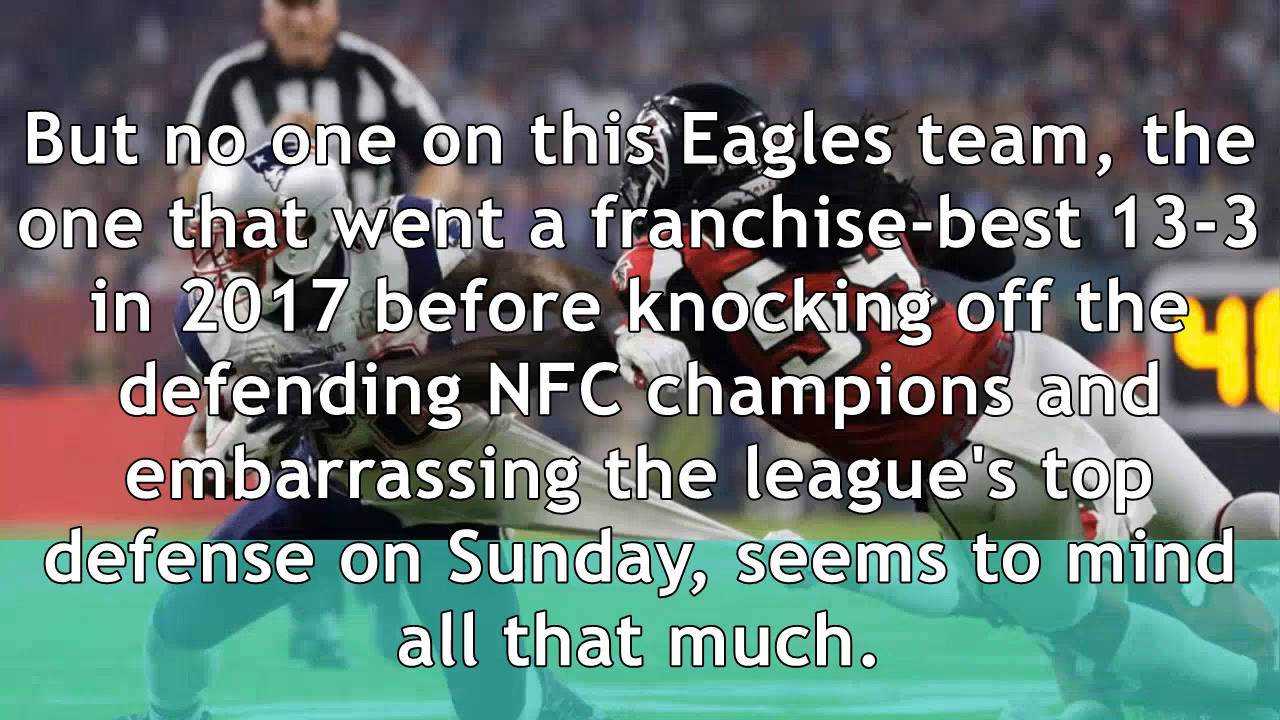 But no one on this Eagles team, the
one that went a franchise-best 13-3
in 2017 before knocking off the
defending NFC champions and
embarrassing the league's top
defense on Sunday, seems to mind
all that much.